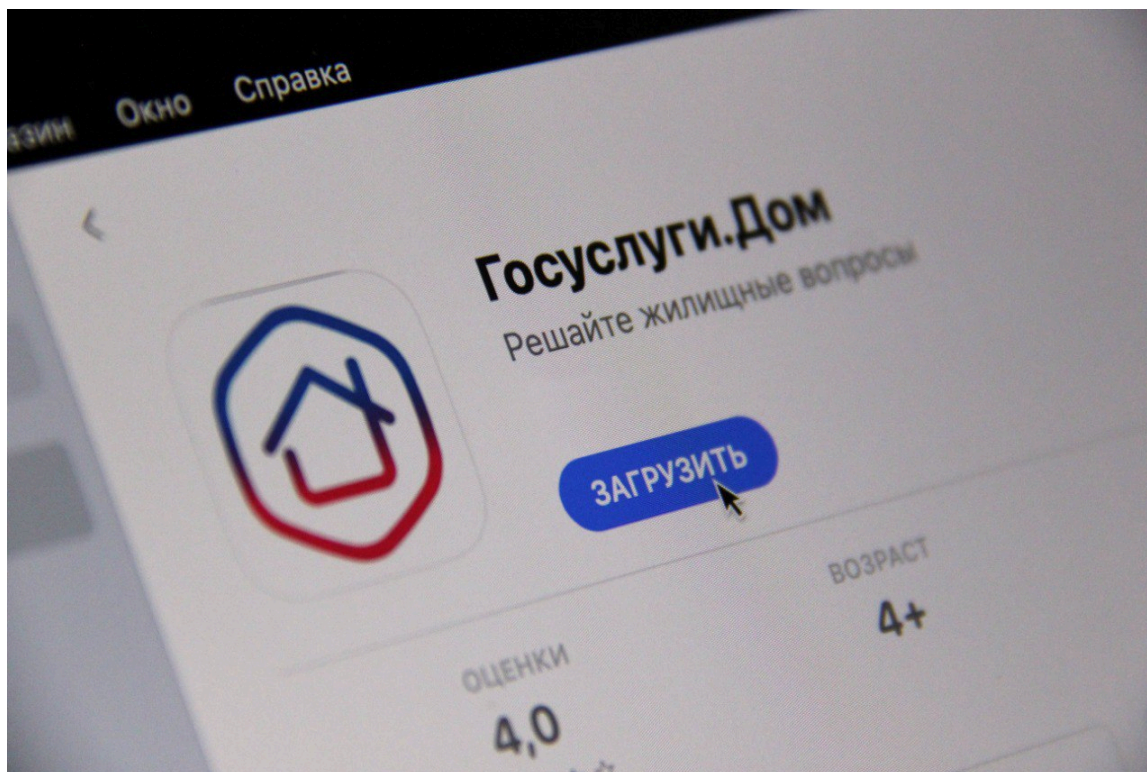 Окно Справка
Госуслуги.Дом
Решайте жилищные вопросы
ЗАГРУЗИТЬ
ВОЗРАСТ
4+
ОЦЕНКИ
4,0